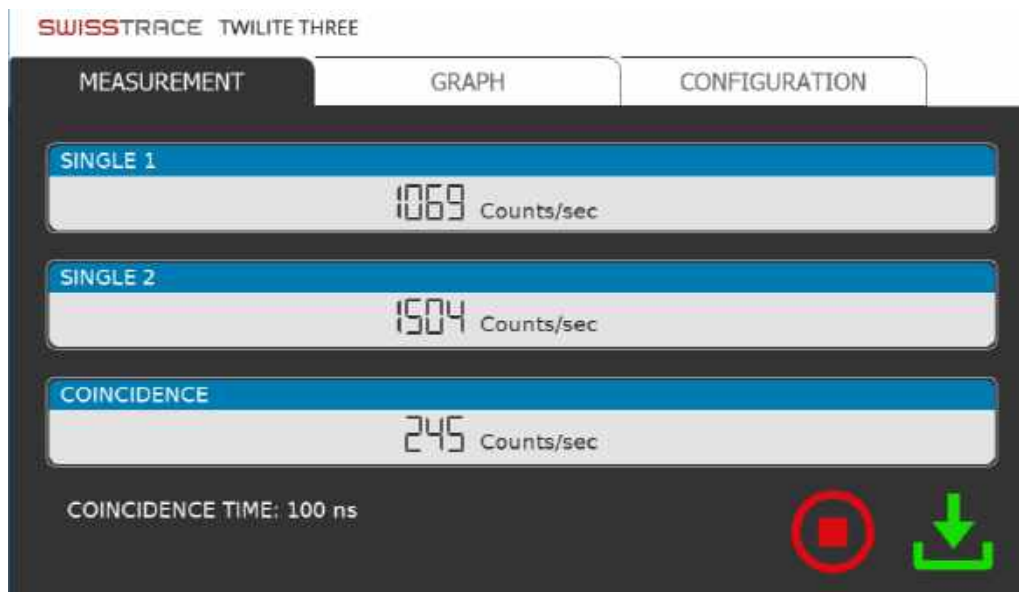 SWISSTRACE TWILITE THREE
MEASUREMENT GRAPH CONFIGURATION
SINGLE 1
1069 Counts/sec
SINGLE 2
1504 Counts/sec
COINCIDENCE
245 Counts/sec
COINCIDENCE TIME: 100 ns